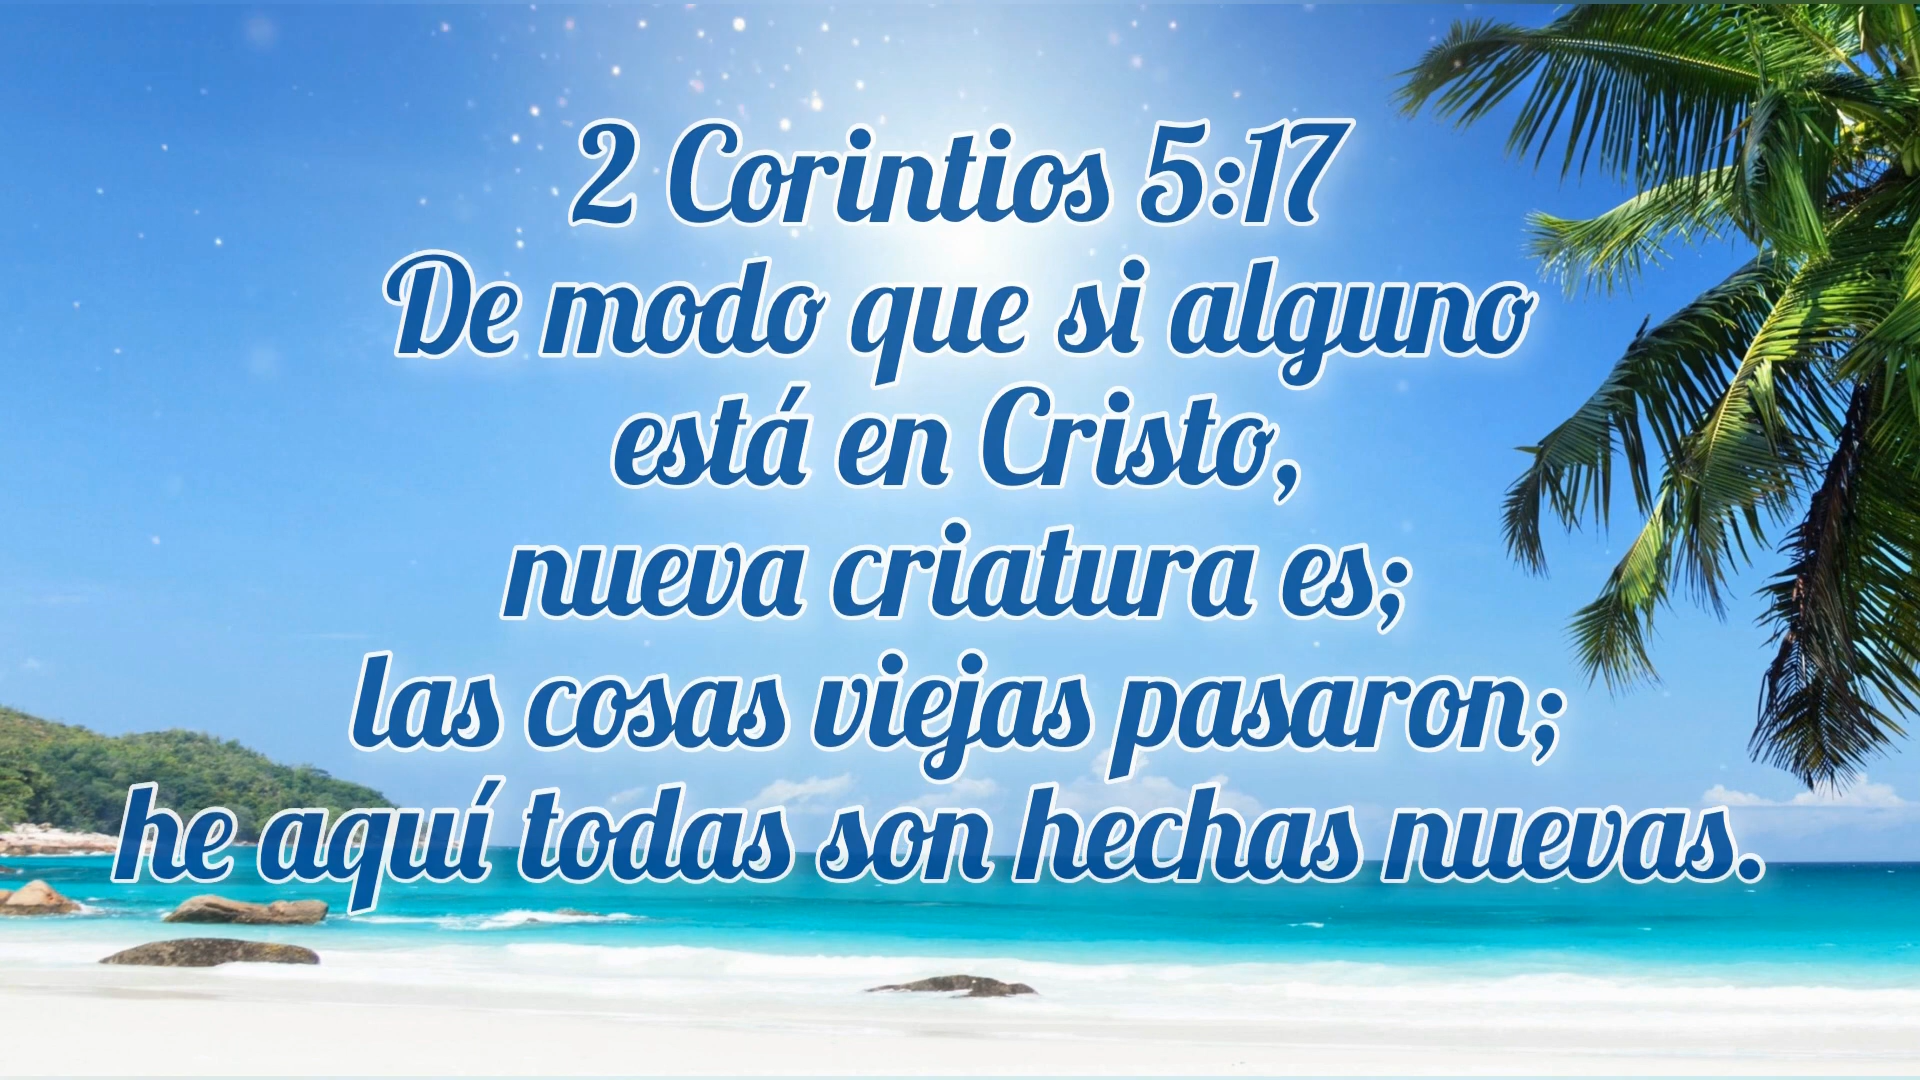 2 Corintios 5:17
De modo que si alguno
está en Cristo,
nueva criatura es;
las cosas viejas pasaron;
he aquí todas son hechas nuevas.